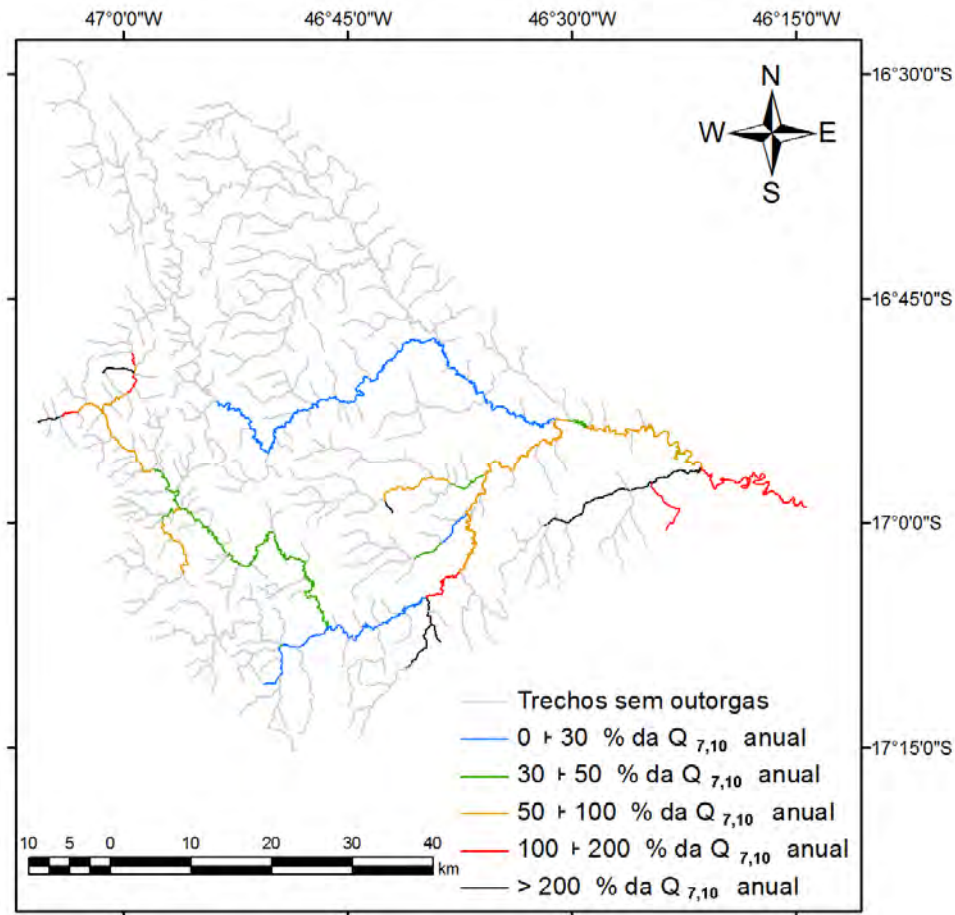 47°0'0"W 46°45'0"W 46°30'0"W 46°15'0"W
16°30'0"S
N
W E
S
16°45'0"S
17°0'0"S
Trechos sem outorgas
0 ⊦ 30 % da Q 7,10 anual
17°15'0"S
30 ⊦ 50 % da Q 7,10 anual
50 ⊦ 100 % da Q 7,10 anual
100 ⊦ 200 % da Q 7,10 anual
> 200 % da Q 7,10 anual
10 5 0 10 20 30 40
km